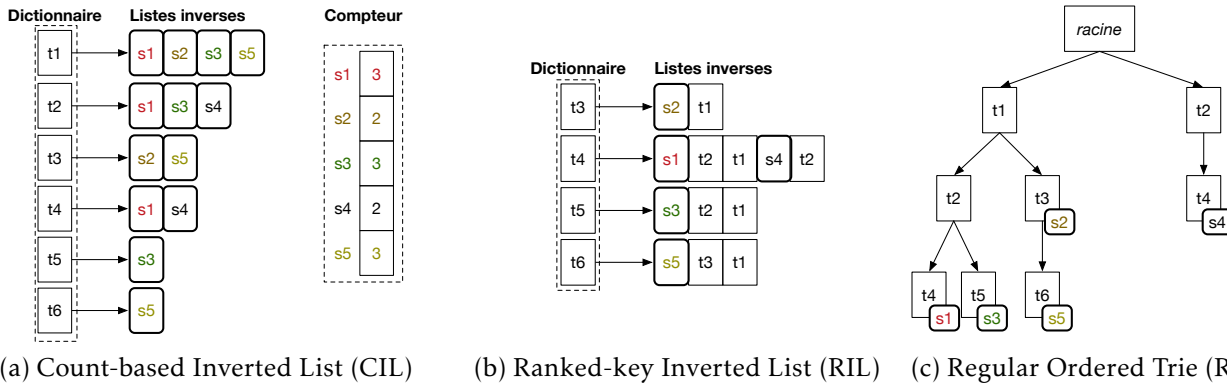 Dictionnaire Listes inverses Compteur
t1 s1 s2 s3 s5
t2 s1 s3 s4
t3 s2 s5
t4 s1 s4
t5 s3
t6 s5
s1 3
s2 2
s3 3
s4 2
s5 3
(a) Count-based Inverted List (CIL)
Dictionnaire Listes inverses
t3 s2 t1
t4 s1 t2 t1 s4 t2
t5 s3 t2 t1
t6 s5 t3 t1
(b) Ranked-key Inverted List (RIL)
racine
t1 t2
t2 t3 s2 t4 s4
t4 s1 t5 s3 t6 s5
(c) Regular Ordered Trie (R